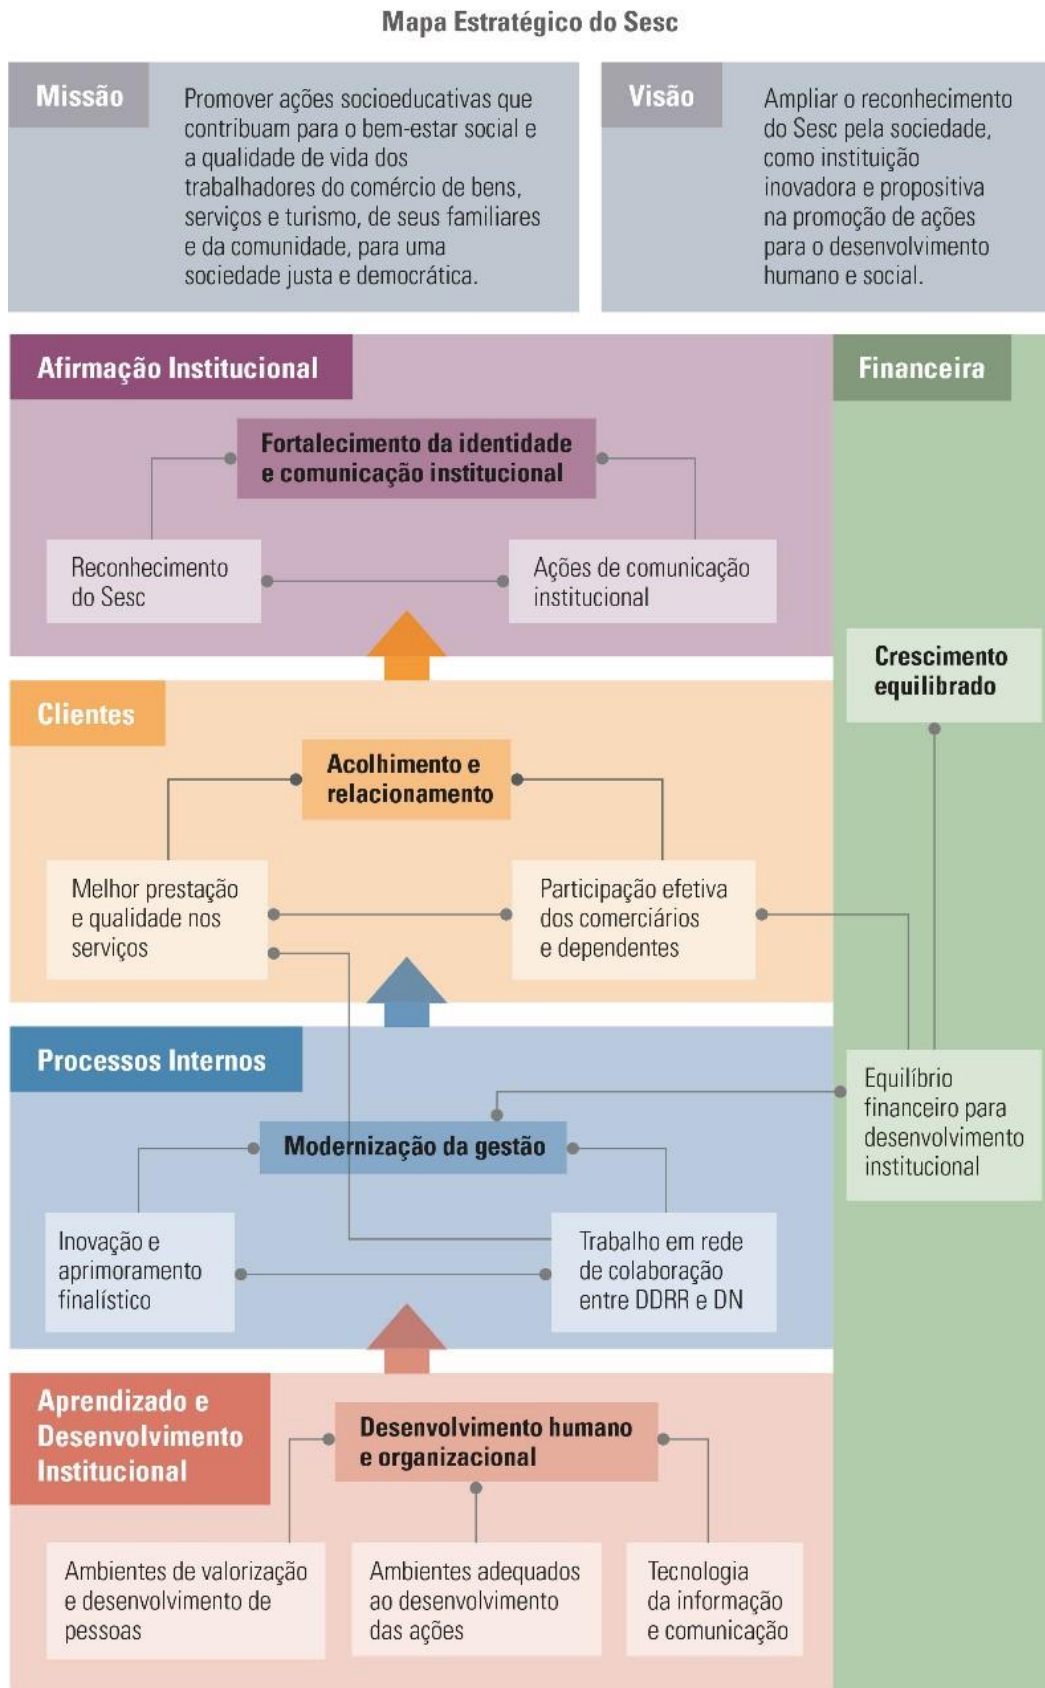 Mapa Estratégico do Sesc
Missão
Promover ações socioeducativas que
contribuam para o bem-estar social e
a qualidade de vida dos
trabalhadores do comércio de bens,
serviços e turismo, de seus familiares
e da comunidade, para uma
sociedade justa e democrática.
Visão
Ampliar o reconhecimento
do Sesc pela sociedade,
como instituição
inovadora e propositiva
na promoção de ações
para o desenvolvimento
humano e social.
Afirmação Institucional
Fortalecimento da identidade
e comunicação institucional
Reconhecimento
do Sesc
Ações de comunicação
institucional
Clientes
Acolhimento e
relacionamento
Melhor prestação
e qualidade nos
serviços
Participação efetiva
dos comerciários
e dependentes
Processos Internos
Modernização da gestão
Inovação e
aprimoramento
finalístico
Trabalho em rede
de colaboração
entre DDRR e DN
Aprendizado e
Desenvolvimento
Institucional
Desenvolvimento humano
e organizacional
Ambientes de valorização
e desenvolvimento de
pessoas
Ambientes adequados
ao desenvolvimento
das ações
Tecnologia
da informação
e comunicação
Financeira
Crescimento
equilibrado
Equilíbrio
financeiro para
desenvolvimento
institucional